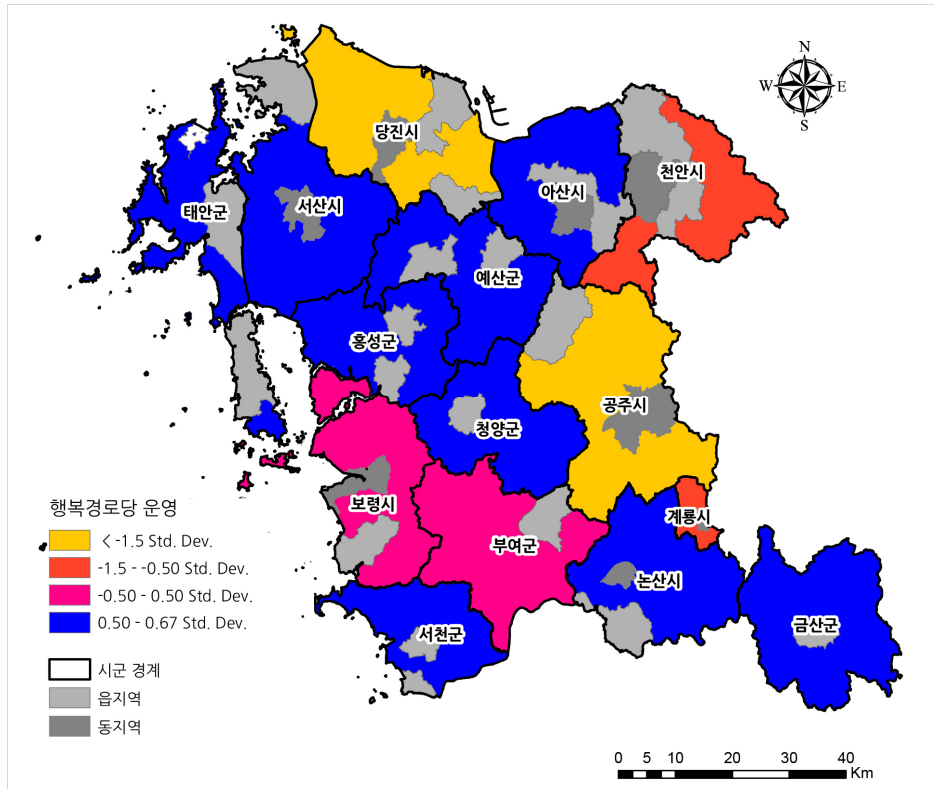 N
W
E
S
당진시
천안시
아산시
서산시
태안군
예산군
홍성군
공주시
청양군
보령시
계룡시
부여군
논산시
금산군
서천군
행복경로당 운영
< -1.5 Std. Dev.
-1.5 - -0.50 Std. Dev.
-0.50 - 0.50 Std. Dev.
0.50 - 0.67 Std. Dev.
시군 경계
읍지역
동지역
0 5 10 20 30 40
Km